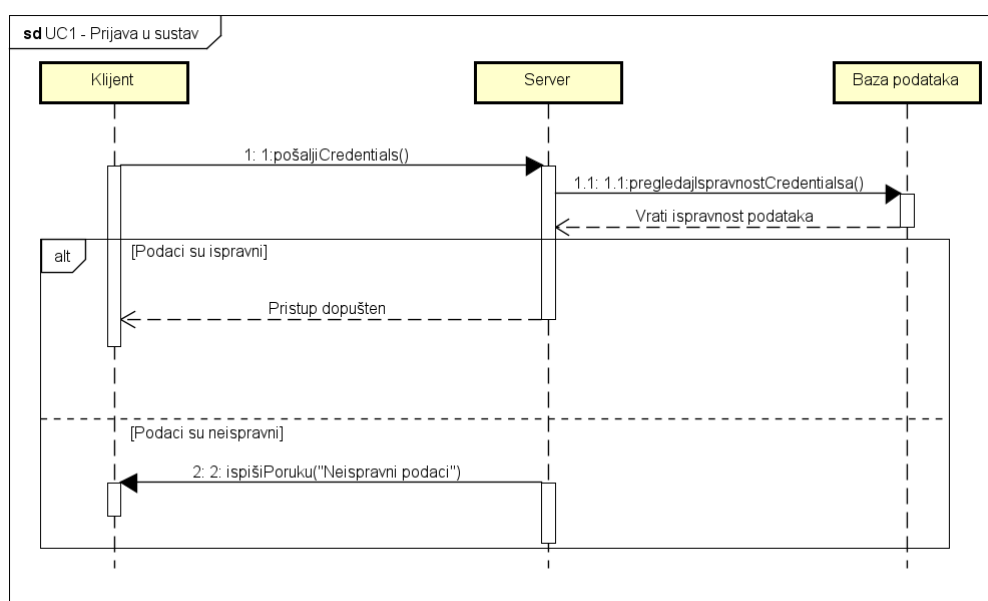 sd UC1 - Prijava u sustav
Klijent
Server
Baza podataka
1: 1:pošaljiCredentials()
1.1: 1.1:pregledajIspravnostCredentialsa()
Vrati ispravnost podataka
alt
[Podaci su ispravni]
Pristup dopušten
[Podaci su neispravni]
2: 2: ispišiPoruku("Neispravni podaci")